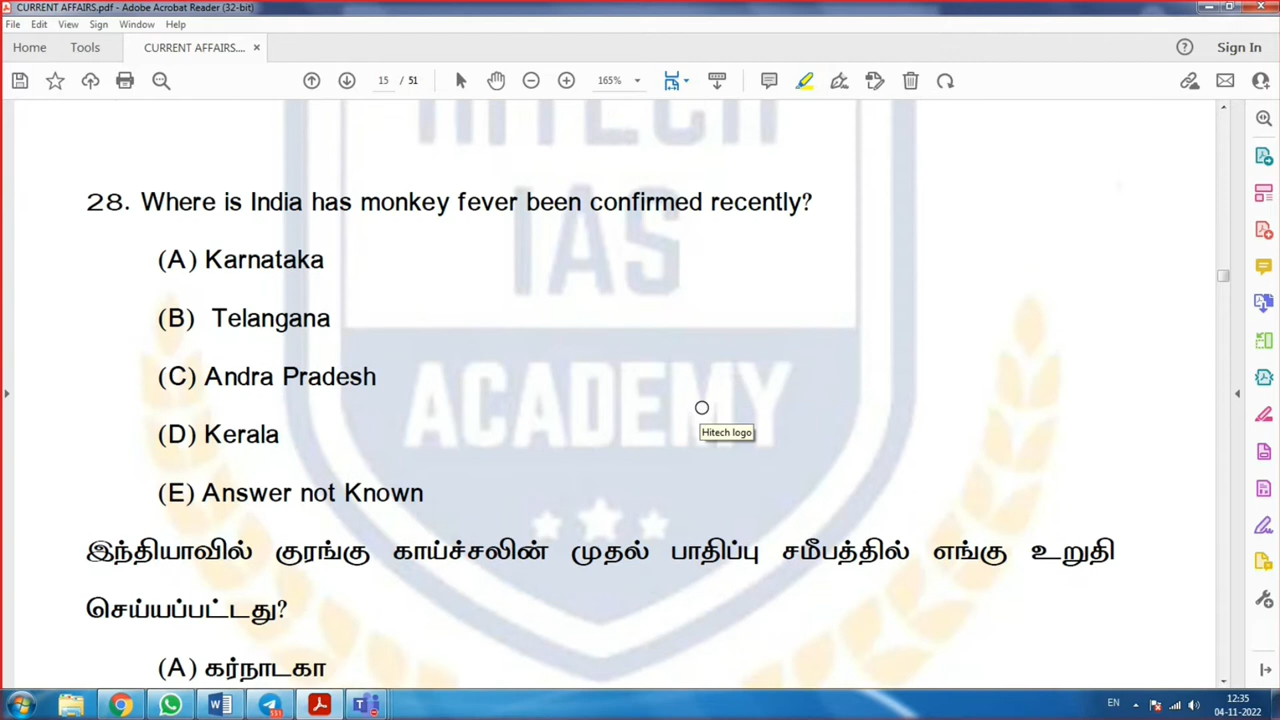 CURRENT AFFAIRS.pdf - Adobe Acrobat Reader (32-bit)
File Edit View Sign Window Help
Home Tools CURRENT AFFAIRS.... × Sign In
15 / 51 165%
HITECH
IAS
ACADEMY
28. Where is India has monkey fever been confirmed recently?
(A) Karnataka
(B) Telangana
(C) Andra Pradesh
Hitech logo
(D) Kerala
(E) Answer not Known
இந்தியாவில் குரங்கு காய்ச்சலின் முதல் பாதிப்பு சமீபத்தில் எங்கு உறுதி
செய்யப்பட்டது?
(A) கர்நாடகா
EN 12:35
04-11-2022